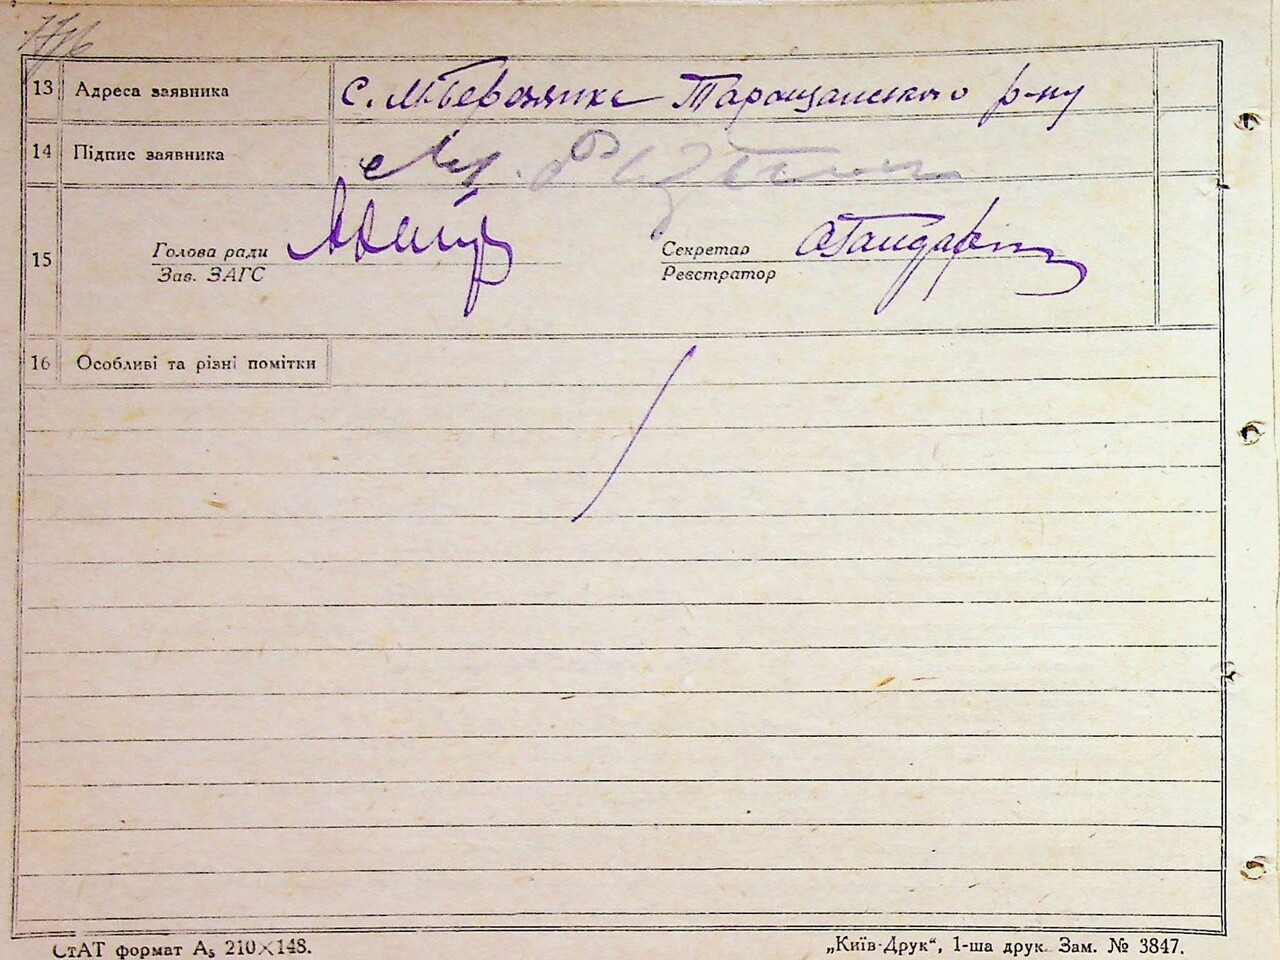 13 Адреса заявника с. М-Березянка Таращанського р-ну
14 Підпис заявника
15 Голова ради Секретар
Зав. ЗАГС Реєстратор
16 Особливі та різні помітки
СтАТ формат А₅ 210×148. „Київ-Друк“, 1-ша друк. Зам. № 3847.